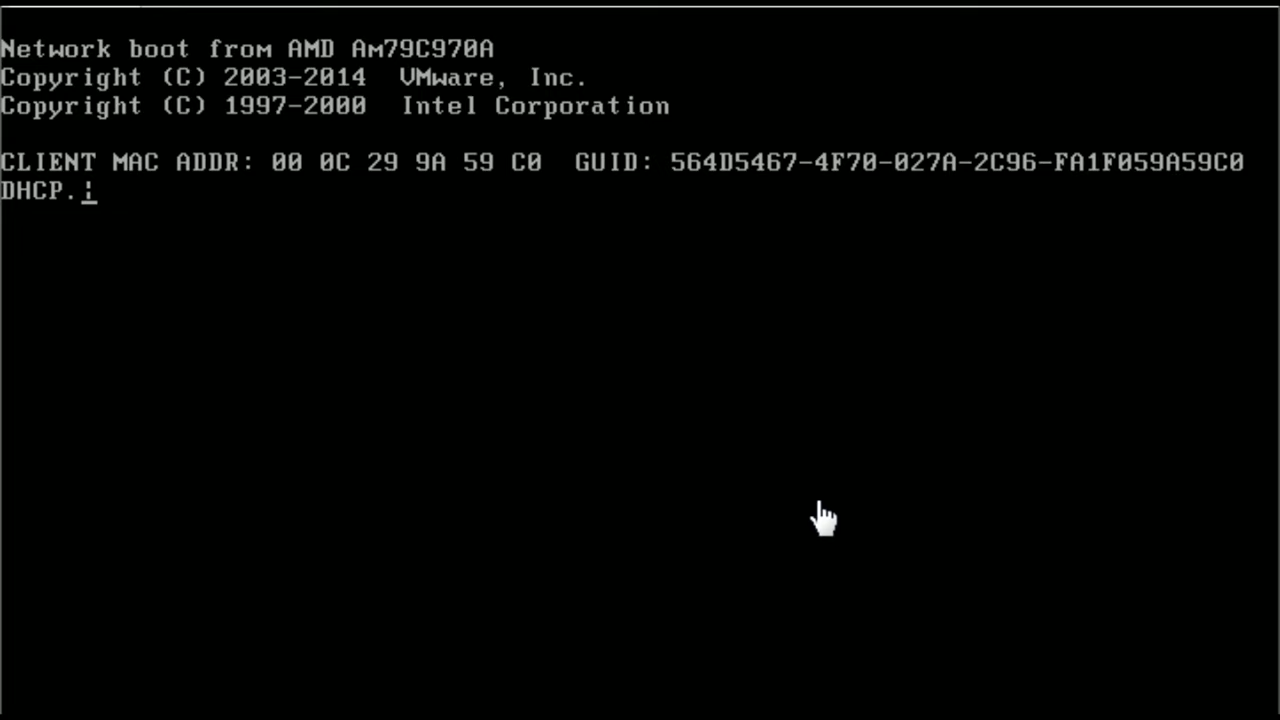 Network boot from AMD Am79C970A
Copyright (C) 2003-2014  VMware, Inc.
Copyright (C) 1997-2000  Intel Corporation
CLIENT MAC ADDR: 00 0C 29 9A 59 C0  GUID: 564D5467-4F70-027A-2C96-FA1F059A59C0
DHCP.¦